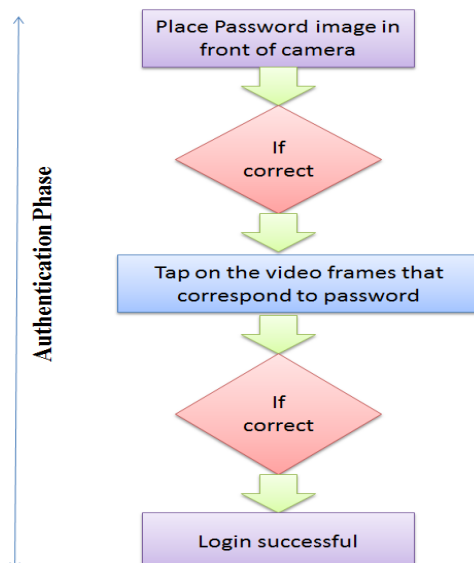 Place Password image in
front of camera
If
correct
Tap on the video frames that
correspond to password
If
correct
Login successful
Authentication Phase